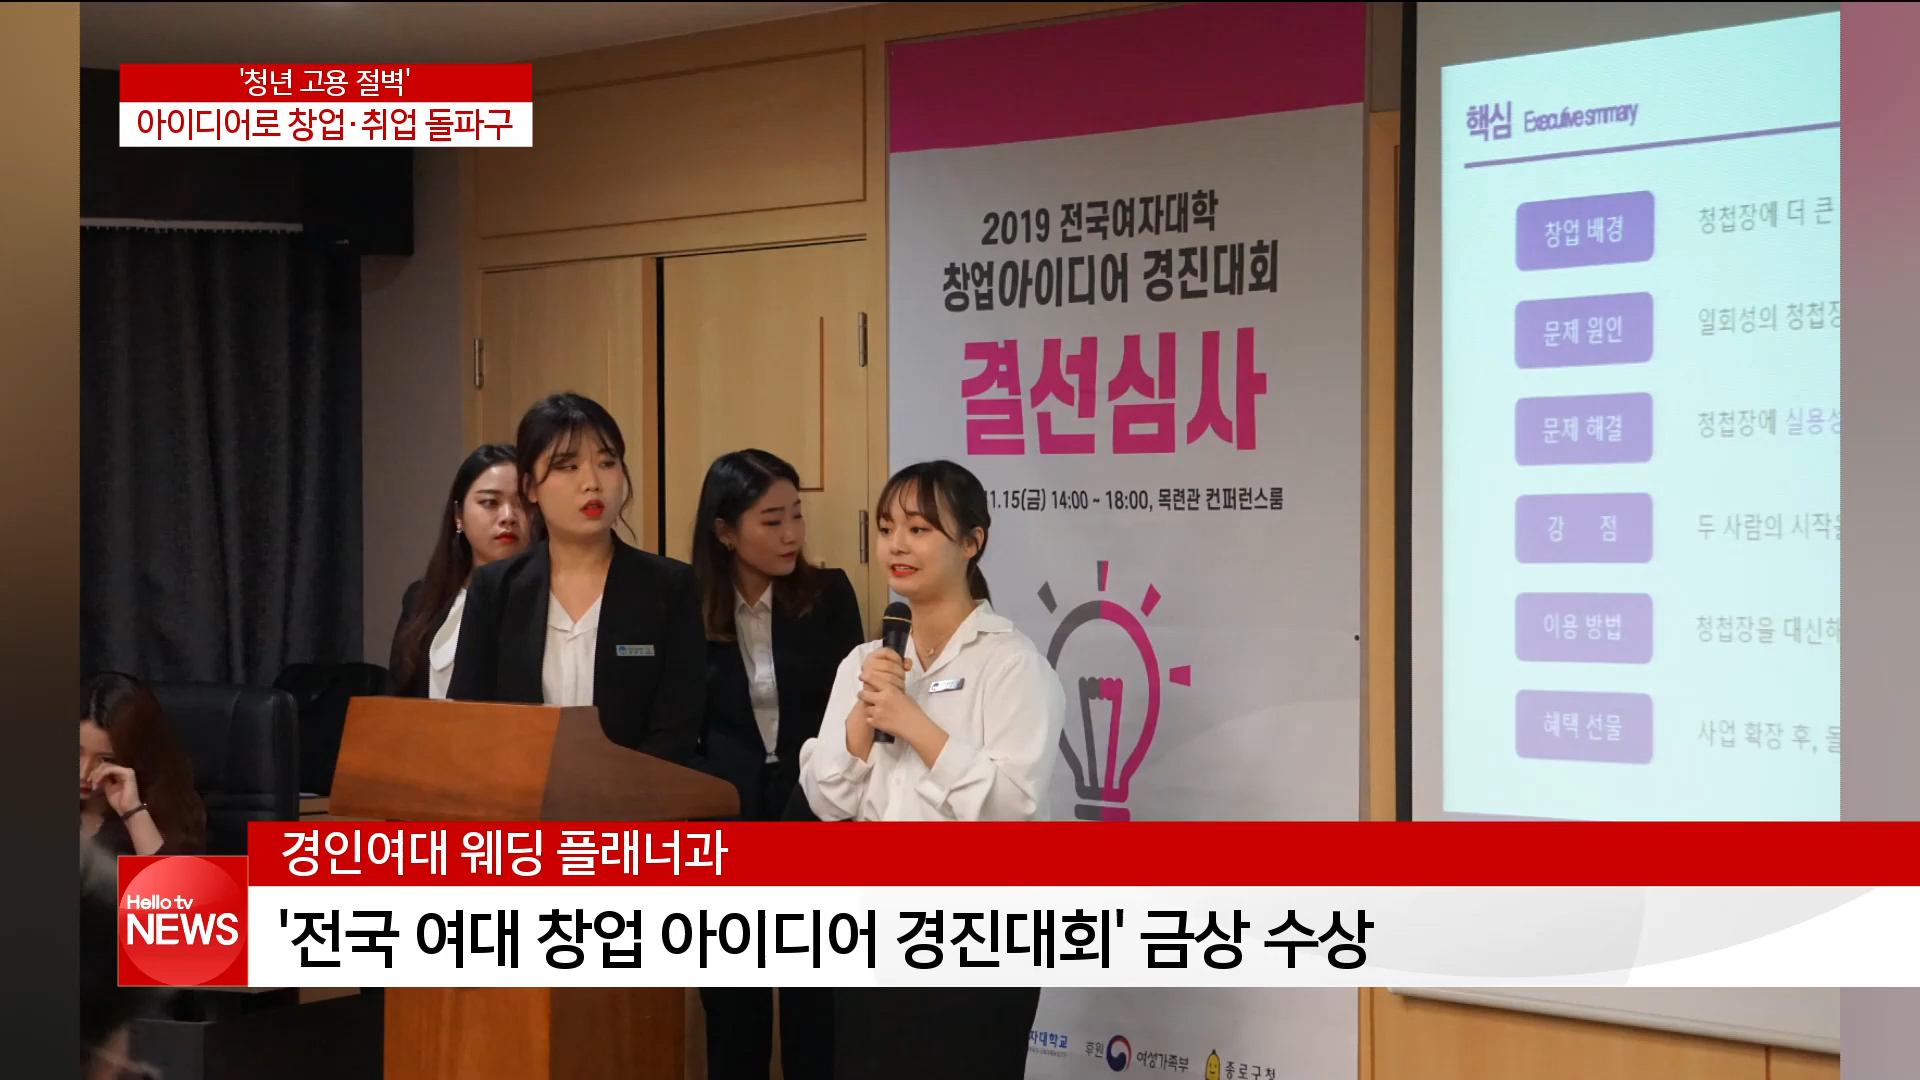 '청년 고용 절벽'
아이디어로 창업·취업 돌파구
2019 전국여자대학
창업아이디어 경진대회
결선심사
11.15(금) 14:00 ~ 18:00, 목련관 컨퍼런스룸
핵심 Executive smmary
창업 배경 청첩장에 더 큰
문제 원인 일회성의 청첩장
문제 해결 청첩장에 실용성
강 점 두 사람의 시작을
이용 방법 청첩장을 대신해
혜택 선물 사업 확장 후,
경인여대 웨딩 플래너과
Hello tv
NEWS
'전국 여대 창업 아이디어 경진대회' 금상 수상
자대학교 후원 여성가족부 종로구청